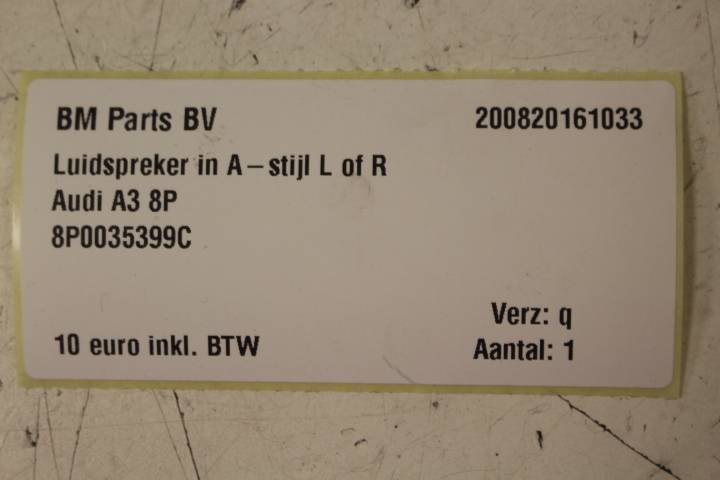 BM Parts BV 200820161033
Luidspreker in A-stijl L of R
Audi A3 8P
8P0035399C
Verz: q
10 euro inkl. BTW Aantal: 1